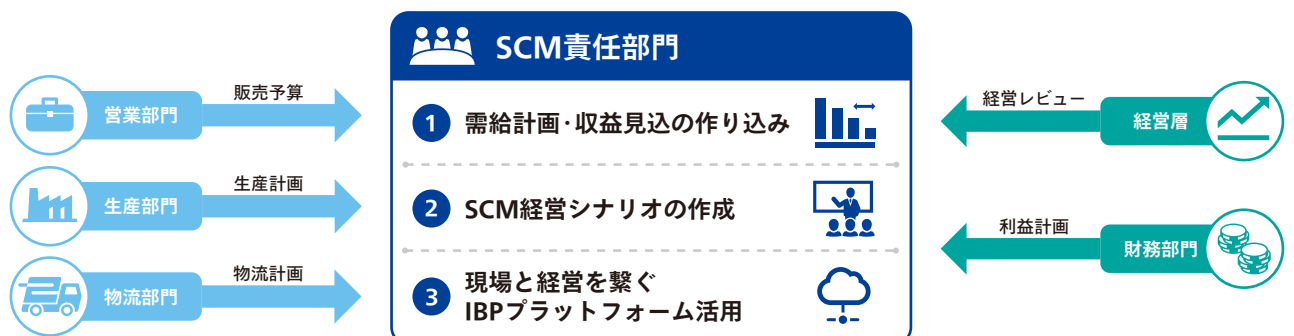 SCM責任部門
販売予算
営業部門
生産計画
生産部門
物流計画
物流部門
1 需給計画・収益見込の作り込み
2 SCM経営シナリオの作成
3 現場と経営を繋ぐ
IBPプラットフォーム活用
経営レビュー
経営層
利益計画
財務部門